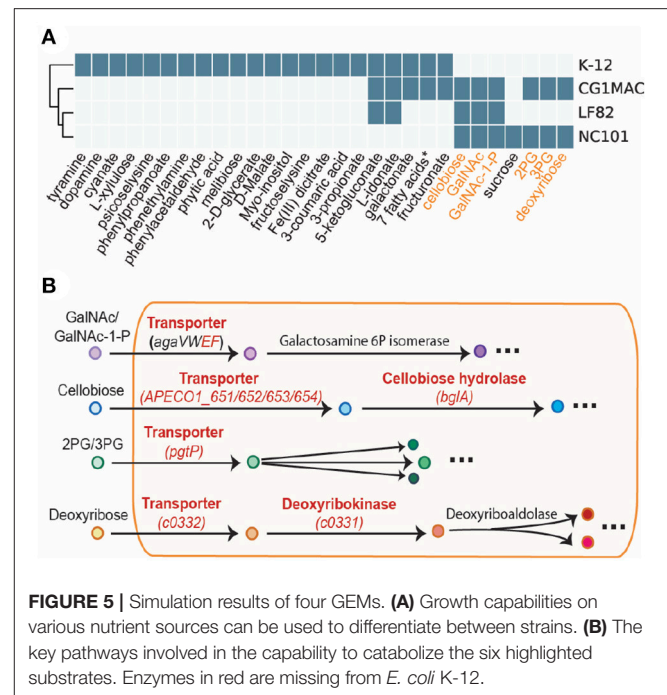 A
K-12
CG1MAC
LF82
NC101
tyramine
dopamine
cyanate
L-xylulose
psicoselysine
phenylpropanoate
phenethylamine
phenylacetaldehyde
phylic acid
melibiose
2-D-glycerate
D-Malate
Myo-inositol
fructoselysine
Fe(III) dicitrate
3-coumaric acid
3-propionate
5-ketogluconate
L-idonate
galactonate
7 fatty acids*
fructuronate
cellobiose
GalNAc
GalNAc-1-P
sucrose
2PG
3PG
deoxyribose
B
GalNAc/
GalNAc-1-P
Transporter
(agaVWEF)
Galactosamine 6P isomerase
...
Cellobiose
Transporter
(APECO1_651/652/653/654)
Cellobiose hydrolase
(bglA)
...
2PG/3PG
Transporter
(pgtP)
...
Deoxyribose
Transporter
(c0332)
Deoxyribokinase
(c0331)
Deoxyriboaldolase
...
FIGURE 5 | Simulation results of four GEMs. (A) Growth capabilities on
various nutrient sources can be used to differentiate between strains. (B) The
key pathways involved in the capability to catabolize the six highlighted
substrates. Enzymes in red are missing from E. coli K-12.